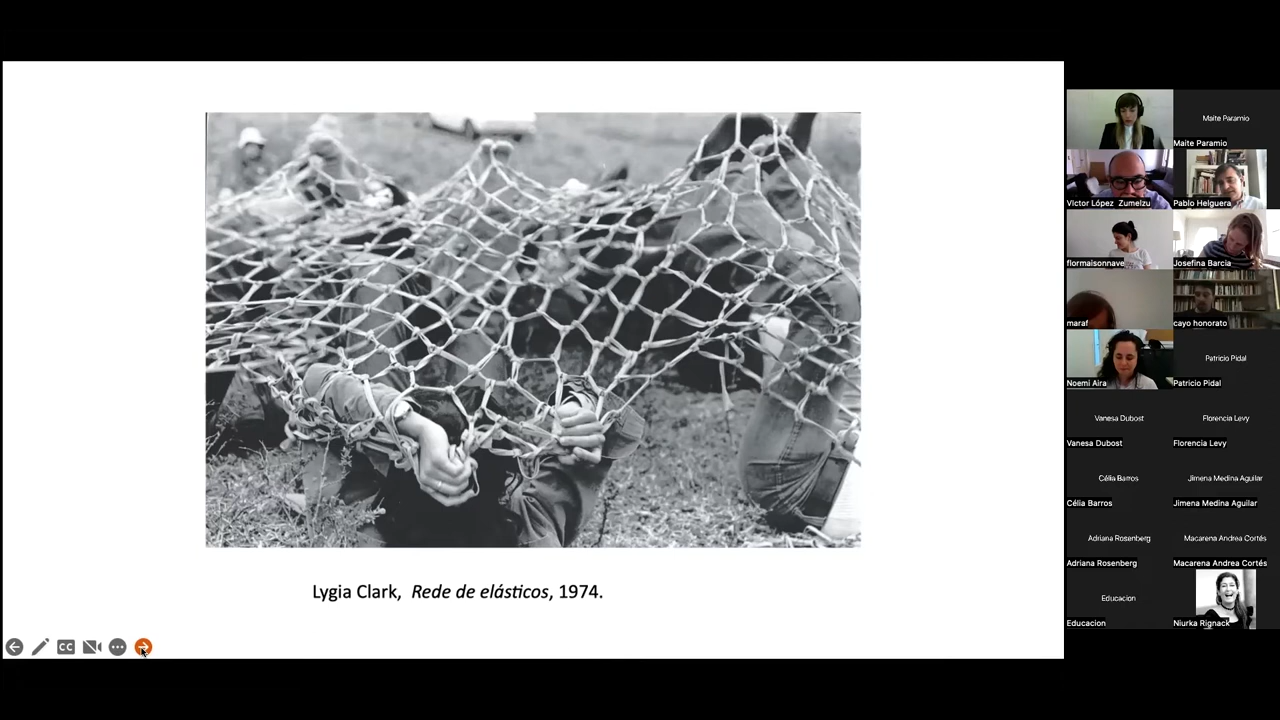 Lygia Clark, Rede de elásticos, 1974.
CC
Maite Paramio
Maite Paramio
Victor López Zumelzu
Pablo Helguera
flormaisonnave
Josefina Barcia
maraf
cayo honorato
Patricio Pidal
Noemi Aira
Patricio Pidal
Vanesa Dubost
Florencia Levy
Vanesa Dubost
Florencia Levy
Célia Barros
Jimena Medina Aguilar
Célia Barros
Jimena Medina Aguilar
Adriana Rosenberg
Macarena Andrea Cortés
Adriana Rosenberg
Macarena Andrea Cortés
Educacion
Educacion
Niurka Rignack